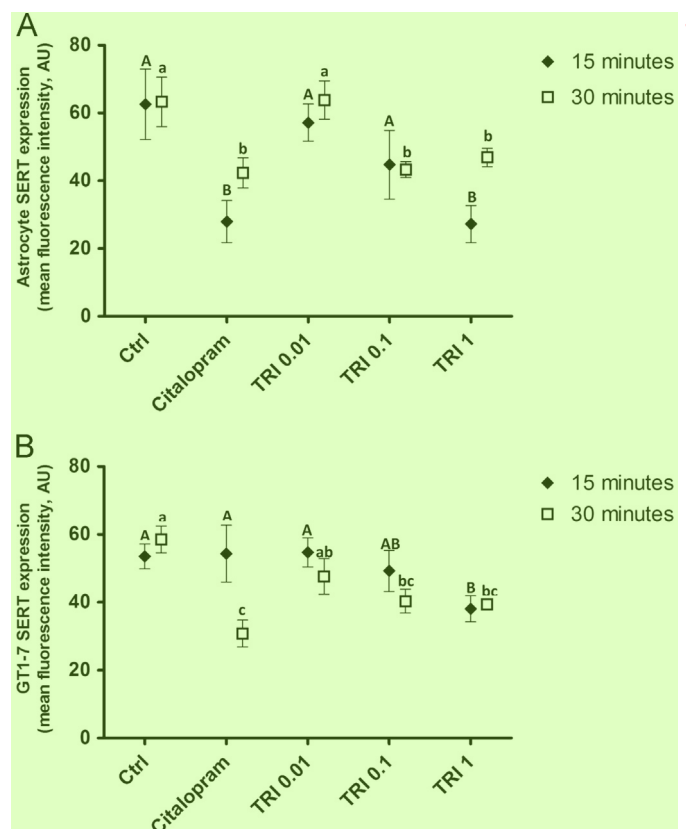 A
Astrocyte SERT expression
(mean fluorescence intensity, AU)
80
60
40
20
0
A
a
B
b
A
a
A
b
B
b
Ctrl
Citalopram
TRI 0.01
TRI 0.1
TRI 1
15 minutes
30 minutes
B
GT1-7 SERT expression
(mean fluorescence intensity, AU)
80
60
40
20
0
A
a
A
c
A
ab
AB
bc
B
bc
Ctrl
Citalopram
TRI 0.01
TRI 0.1
TRI 1
15 minutes
30 minutes